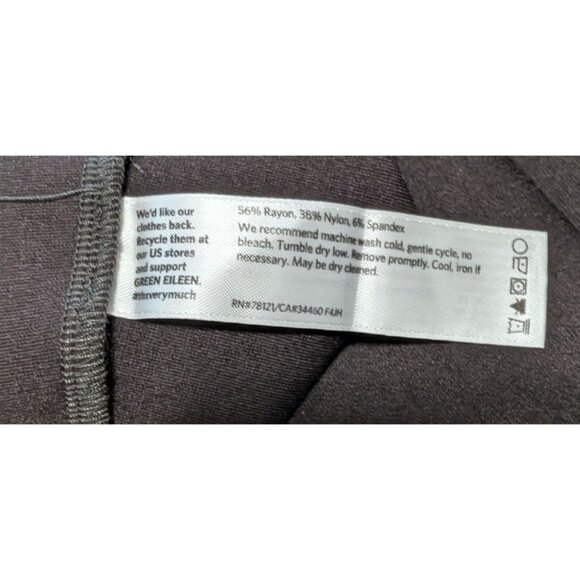 We'd like our
clothes back.
Recycle them at
our US stores
and support
GREEN EILEEN.
#thxverymuch
56% Rayon, 38% Nylon, 6% Spandex
We recommend machine wash cold, gentle cycle, no
bleach. Tumble dry low. Remove promptly. Cool, iron if
necessary. May be dry cleaned.
RN#78121/CA#34460 F4JH